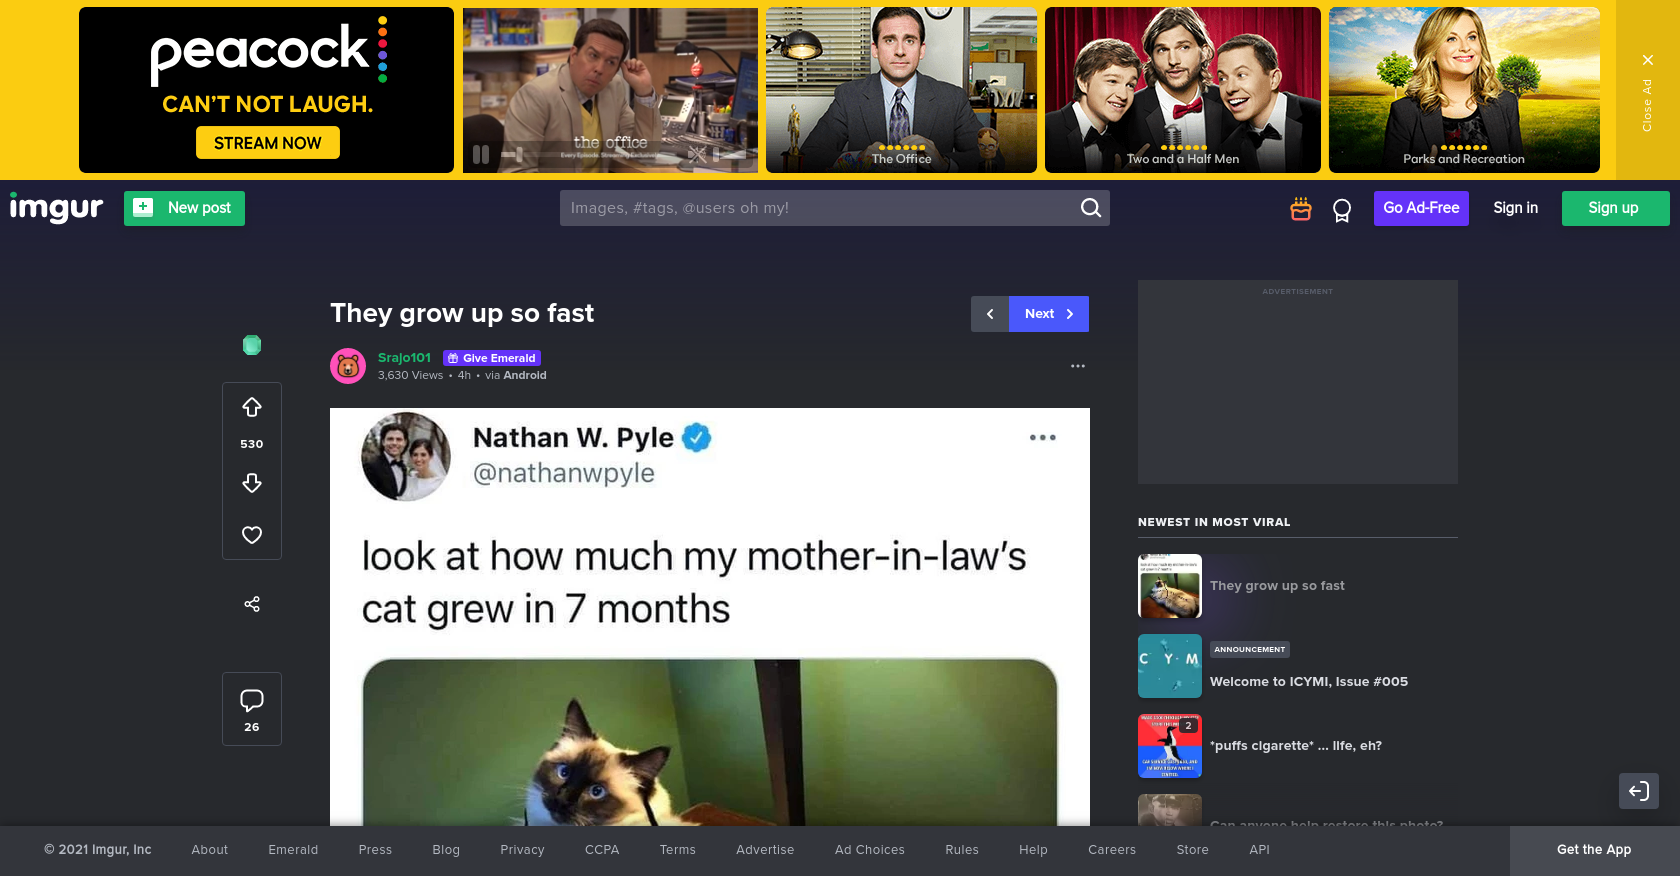 peacock
CAN'T NOT LAUGH.
STREAM NOW
the office
The Office
Two and a Half Men
Parks and Recreation
Close Ad
imgur
New post
Images, #tags, @users oh my!
Go Ad-Free
Sign in
Sign up
They grow up so fast
Next
Srajo101
Give Emerald
3,630 Views • 4h • via Android
530
26
Nathan W. Pyle
@nathanwpyle
look at how much my mother-in-law's
cat grew in 7 months
ADVERTISEMENT
NEWEST IN MOST VIRAL
They grow up so fast
C Y M
ANNOUNCEMENT
Welcome to ICYMI, Issue #005
2
*puffs cigarette* ... life, eh?
Can anyone help restore this photo?
© 2021 Imgur, Inc
About
Emerald
Press
Blog
Privacy
CCPA
Terms
Advertise
Ad Choices
Rules
Help
Careers
Store
API
Get the App